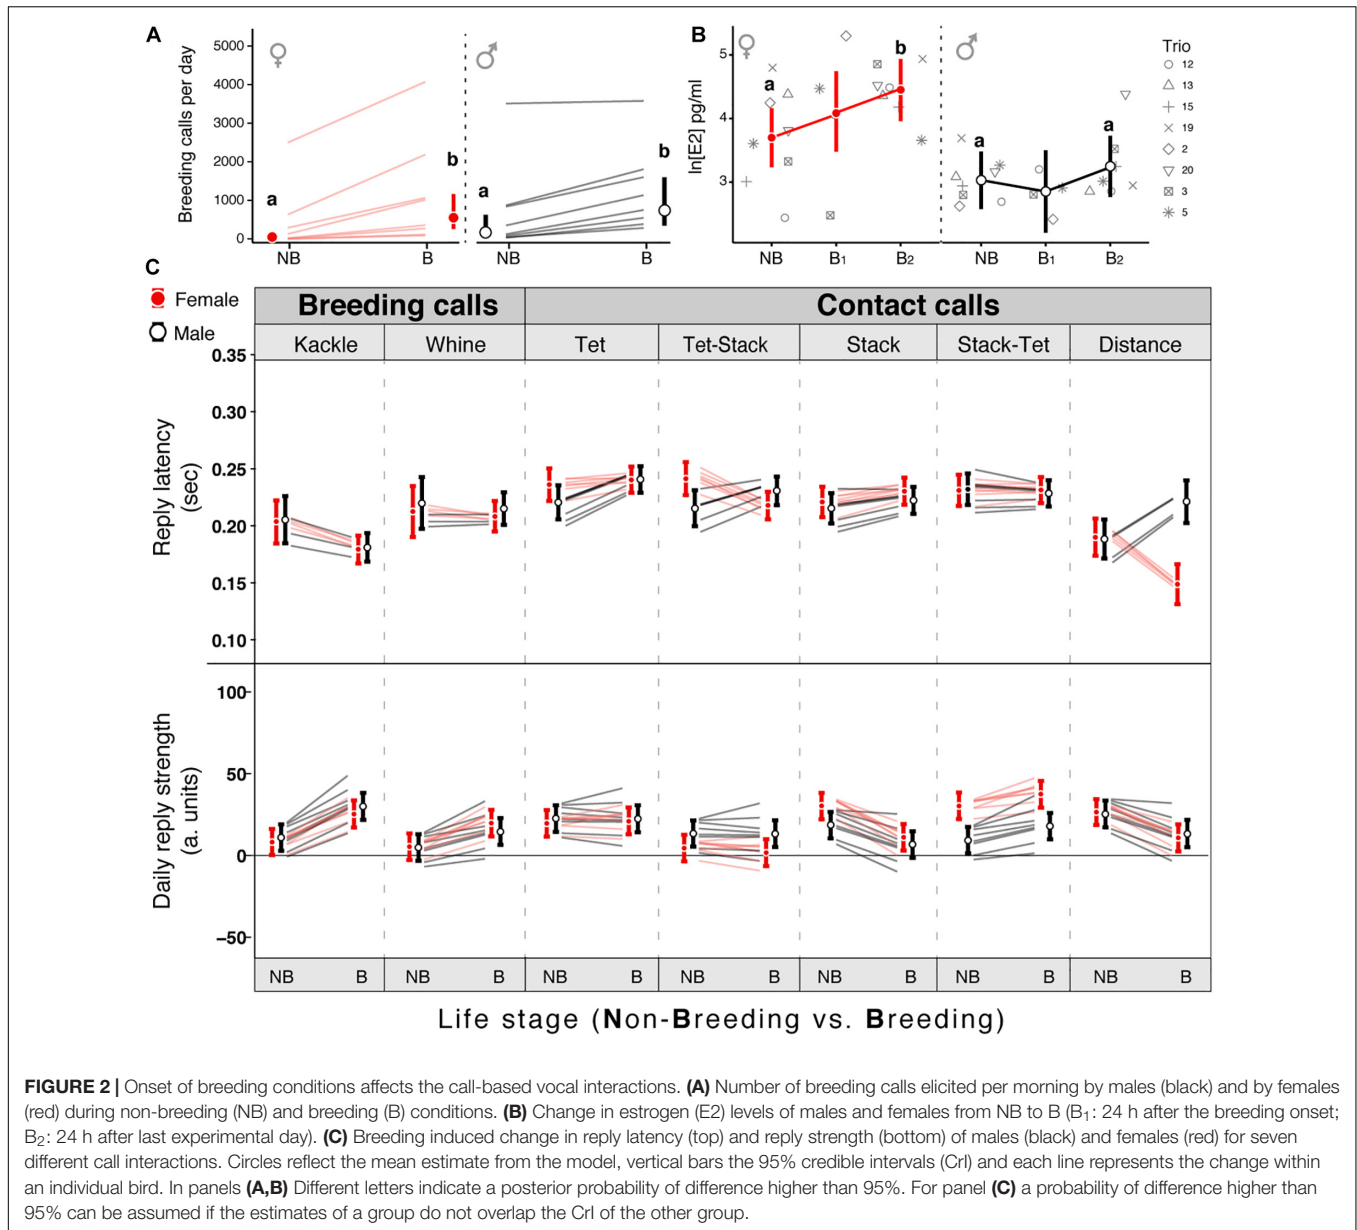 A
B
Breeding calls per day
5000
4000
3000
2000
1000
0
♀
♂
a
b
a
b
NB
B
NB
B
ln[E2] pg/ml
5
4
3
♀
♂
a
b
a
a
NB
B1
B2
NB
B1
B2
Trio
12
13
15
19
2
20
3
5
C
Female
Male
Breeding calls
Contact calls
Kackle
Whine
Tet
Tet-Stack
Stack
Stack-Tet
Distance
Reply latency
(sec)
0.35
0.30
0.25
0.20
0.15
0.10
Daily reply strength
(a. units)
100
50
0
−50
NB B NB B NB B NB B NB B NB B NB B
Life stage (Non-Breeding vs. Breeding)
FIGURE 2 | Onset of breeding conditions affects the call-based vocal interactions. (A) Number of breeding calls elicited per morning by males (black) and by females
(red) during non-breeding (NB) and breeding (B) conditions. (B) Change in estrogen (E2) levels of males and females from NB to B (B1: 24 h after the breeding onset;
B2: 24 h after last experimental day). (C) Breeding induced change in reply latency (top) and reply strength (bottom) of males (black) and females (red) for seven
different call interactions. Circles reflect the mean estimate from the model, vertical bars the 95% credible intervals (CrI) and each line represents the change within
an individual bird. In panels (A,B) Different letters indicate a posterior probability of difference higher than 95%. For panel (C) a probability of difference higher than
95% can be assumed if the estimates of a group do not overlap the CrI of the other group.